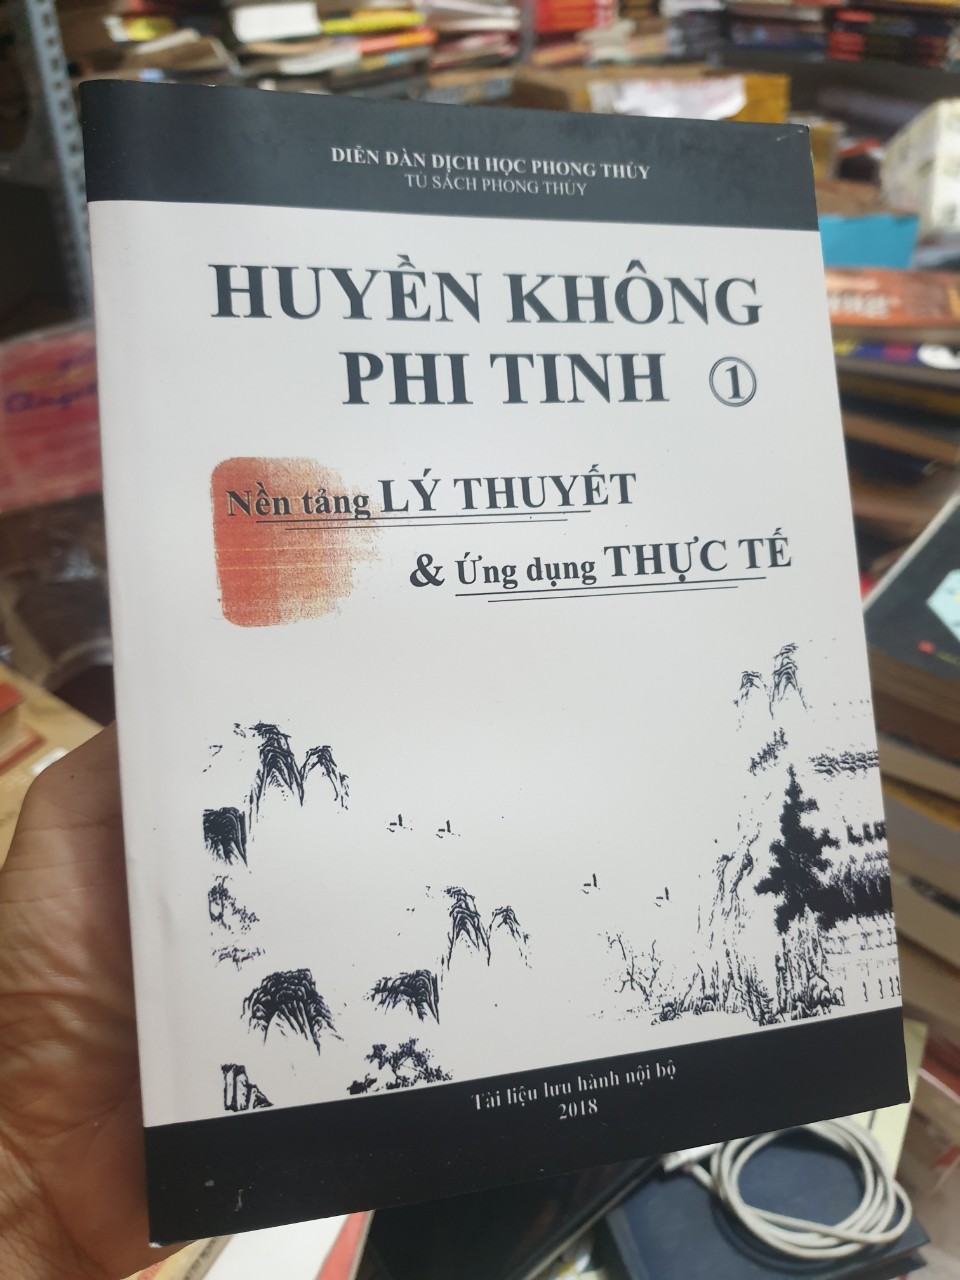 DIỄN ĐÀN DỊCH HỌC PHONG THỦY
TỦ SÁCH PHONG THỦY
HUYỀN KHÔNG
PHI TINH 1
Nền tảng LÝ THUYẾT
& Ứng dụng THỰC TẾ
Tài liệu lưu hành nội bộ
2018